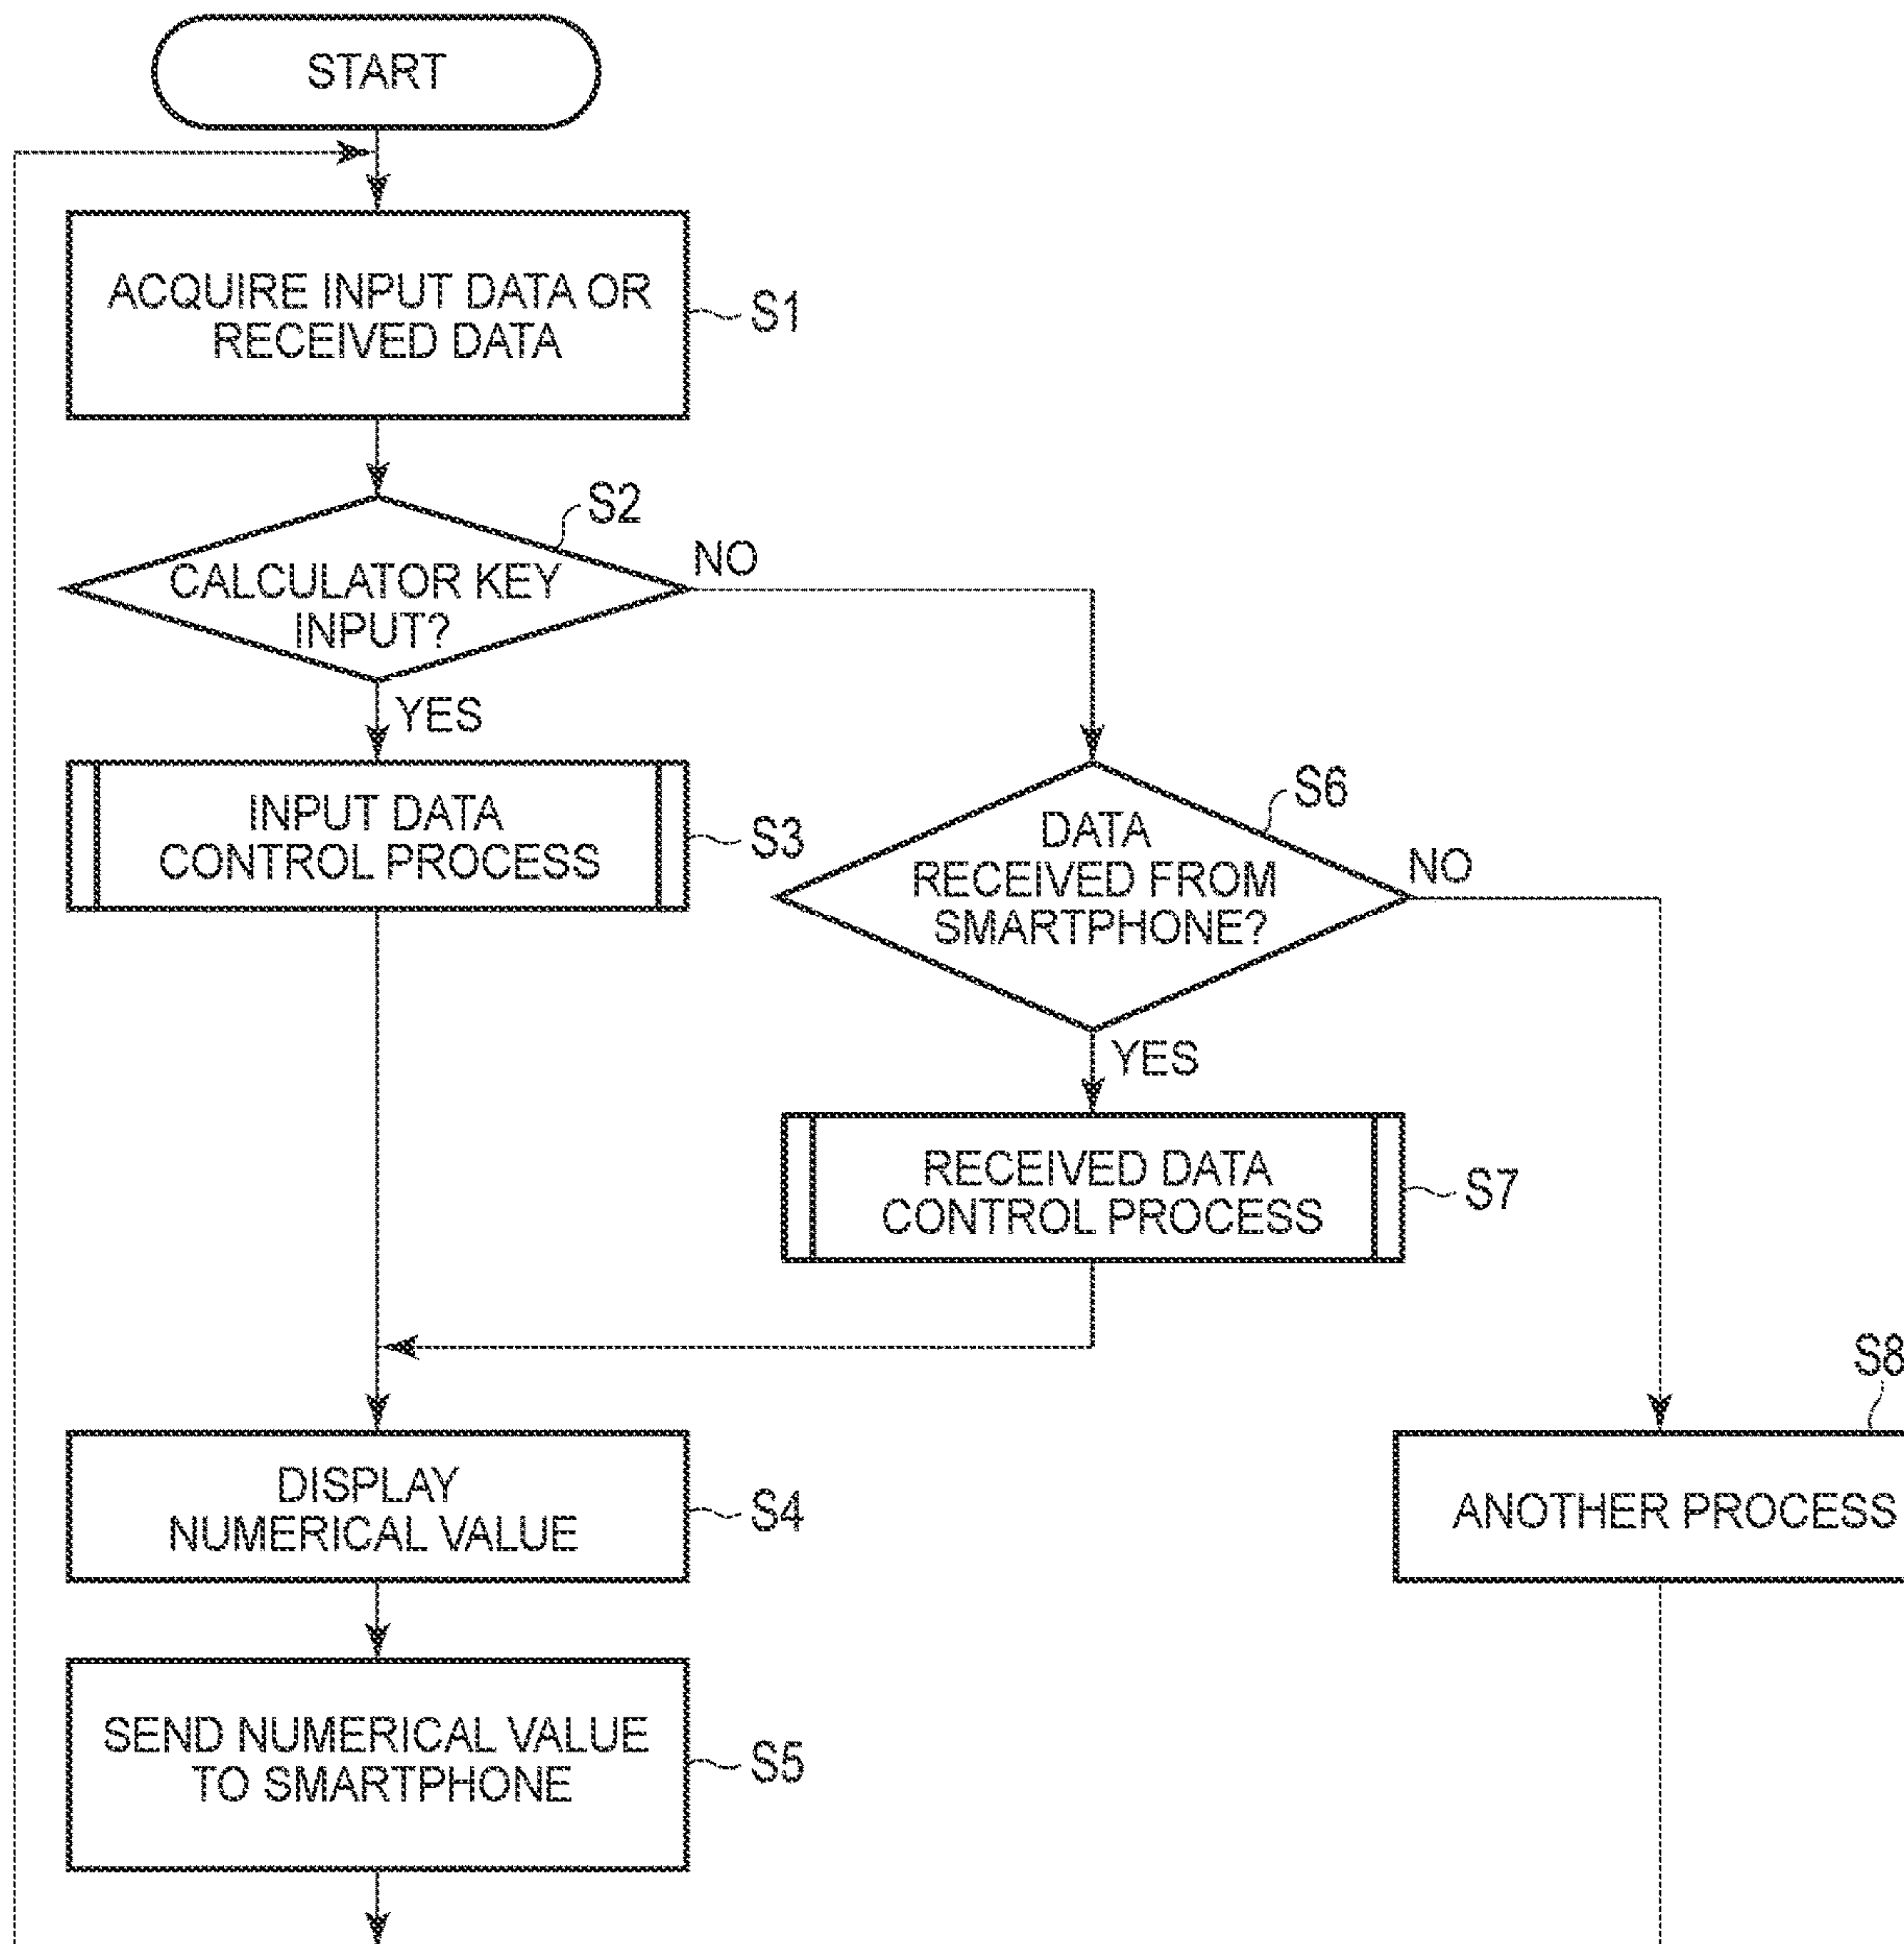 START
ACQUIRE INPUT DATA OR
RECEIVED DATA
S1
S2
CALCULATOR KEY
INPUT?
NO
YES
INPUT DATA
CONTROL PROCESS
S3
S6
DATA
RECEIVED FROM
SMARTPHONE?
NO
YES
RECEIVED DATA
CONTROL PROCESS
S7
DISPLAY
NUMERICAL VALUE
S4
S8
ANOTHER PROCESS
SEND NUMERICAL VALUE
TO SMARTPHONE
S5